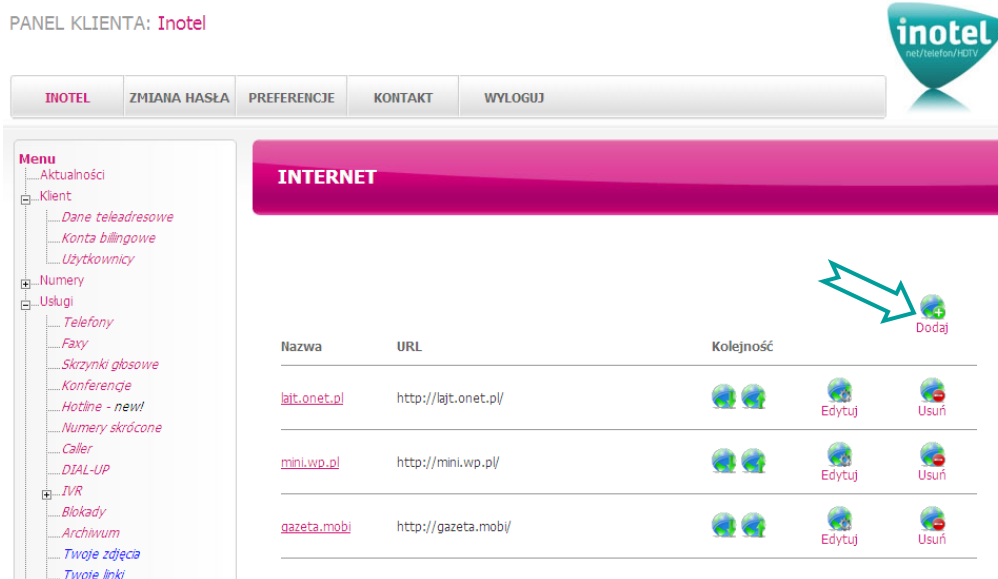 PANEL KLIENTA: Inotel
inotel
net/telefon/HDTV
INOTEL ZMIANA HASŁA PREFERENCJE KONTAKT WYLOGUJ
Menu
Aktualności
Klient
Dane teleadresowe
Konta billingowe
Użytkownicy
Numery
Usługi
Telefony
Faxy
Skrzynki głosowe
Konferencje
Hotline - new!
Numery skrócone
Caller
DIAL-UP
IVR
Blokady
Archiwum
Twoje zdjęcia
Twoje linki
INTERNET
Dodaj
Nazwa URL Kolejność
lajt.onet.pl http://lajt.onet.pl/ Edytuj Usuń
mini.wp.pl http://mini.wp.pl/ Edytuj Usuń
gazeta.mobi http://gazeta.mobi/ Edytuj Usuń